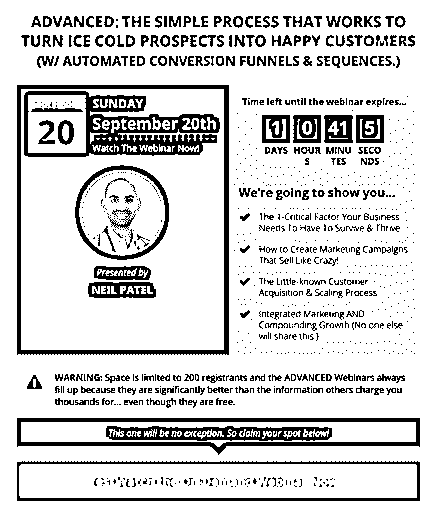 ADVANCED: THE SIMPLE PROCESS THAT WORKS TO
TURN ICE COLD PROSPECTS INTO HAPPY CUSTOMERS
(W/ AUTOMATED CONVERSION FUNNELS & SEQUENCES.)
20
SUNDAY
September 20th
Watch The Webinar Now!
Presented by
NEIL PATEL
Time left until the webinar expires...
1 0 41 5
DAYS HOUR MINU SECO
S TES NDS
We're going to show you...
The 1-Critical Factor Your Business
Needs To Have To Survive & Thrive
How to Create Marketing Campaigns
That Sell Like Crazy!
The Little-known Customer
Acquisition & Scaling Process
Integrated Marketing AND
Compounding Growth (No one else
will share this.)
WARNING: Space is limited to 200 registrants and the ADVANCED Webinars always
fill up because they are significantly better than the information others charge you
thousands for... even though they are free.
This one will be no exception. So claim your spot below!